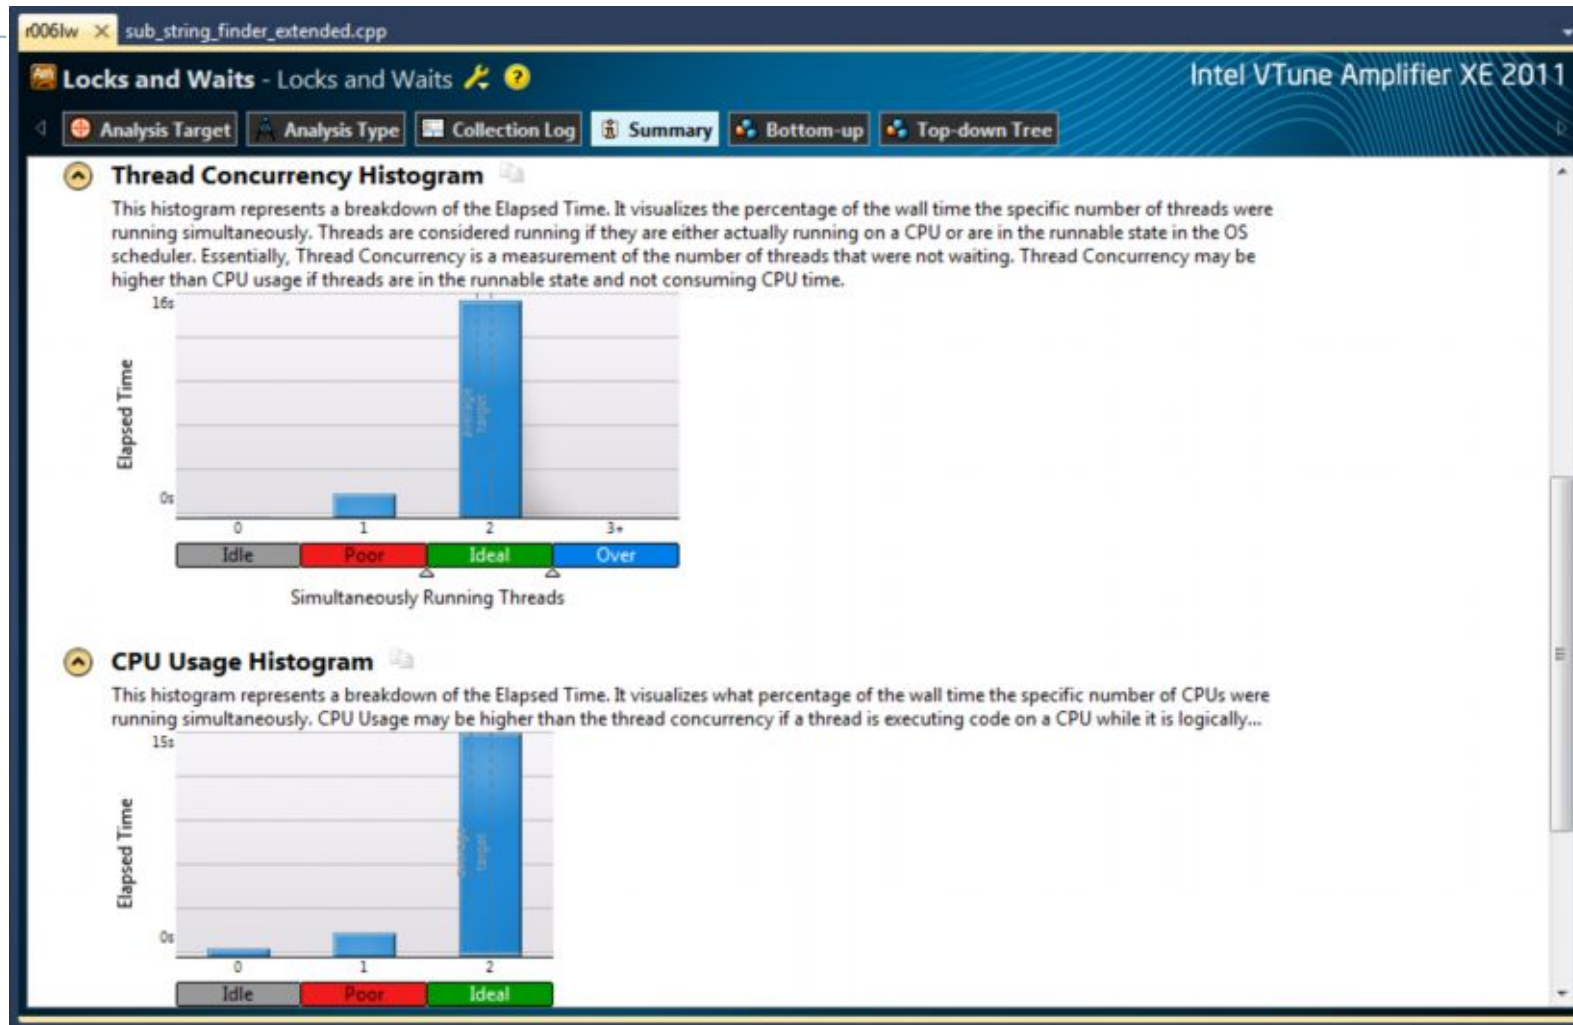 r006lw
sub_string_finder_extended.cpp
Locks and Waits - Locks and Waits
Intel VTune Amplifier XE 2011
Analysis Target
Analysis Type
Collection Log
Summary
Bottom-up
Top-down Tree
Thread Concurrency Histogram
This histogram represents a breakdown of the Elapsed Time. It visualizes the percentage of the wall time the specific number of threads were
running simultaneously. Threads are considered running if they are either actually running on a CPU or are in the runnable state in the OS
scheduler. Essentially, Thread Concurrency is a measurement of the number of threads that were not waiting. Thread Concurrency may be
higher than CPU usage if threads are in the runnable state and not consuming CPU time.
16s
Elapsed Time
average
target
0s
0 1 2 3+
Idle Poor Ideal Over
Simultaneously Running Threads
CPU Usage Histogram
This histogram represents a breakdown of the Elapsed Time. It visualizes what percentage of the wall time the specific number of CPUs were
running simultaneously. CPU Usage may be higher than the thread concurrency if a thread is executing code on a CPU while it is logically...
15s
Elapsed Time
average
target
0s
0 1 2
Idle Poor Ideal